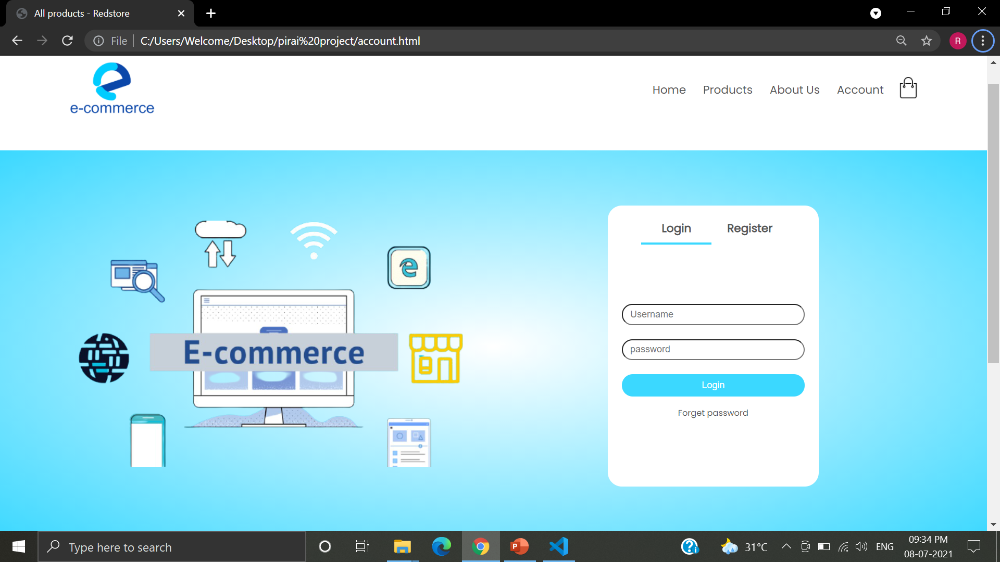 All products - Redstore
File C:/Users/Welcome/Desktop/pirai%20project/account.html
R
e-commerce
Home Products About Us Account
Login Register
E-commerce
Username
password
Login
Forget password
Type here to search
31°C
ENG
09:34 PM
08-07-2021